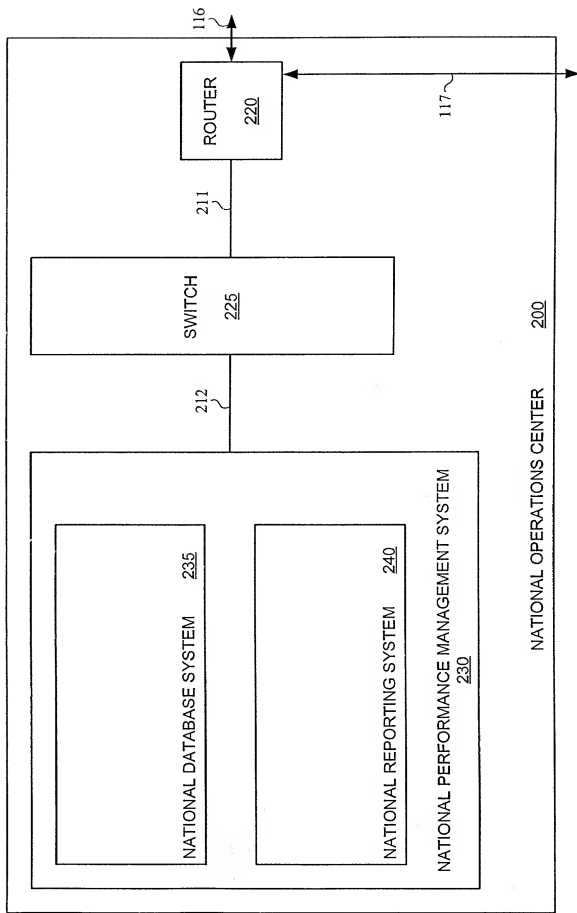 NATIONAL DATABASE SYSTEM 235
NATIONAL REPORTING SYSTEM 240
NATIONAL PERFORMANCE MANAGEMENT SYSTEM
230
212
SWITCH
225
211
ROUTER
220
116
117
NATIONAL OPERATIONS CENTER 200